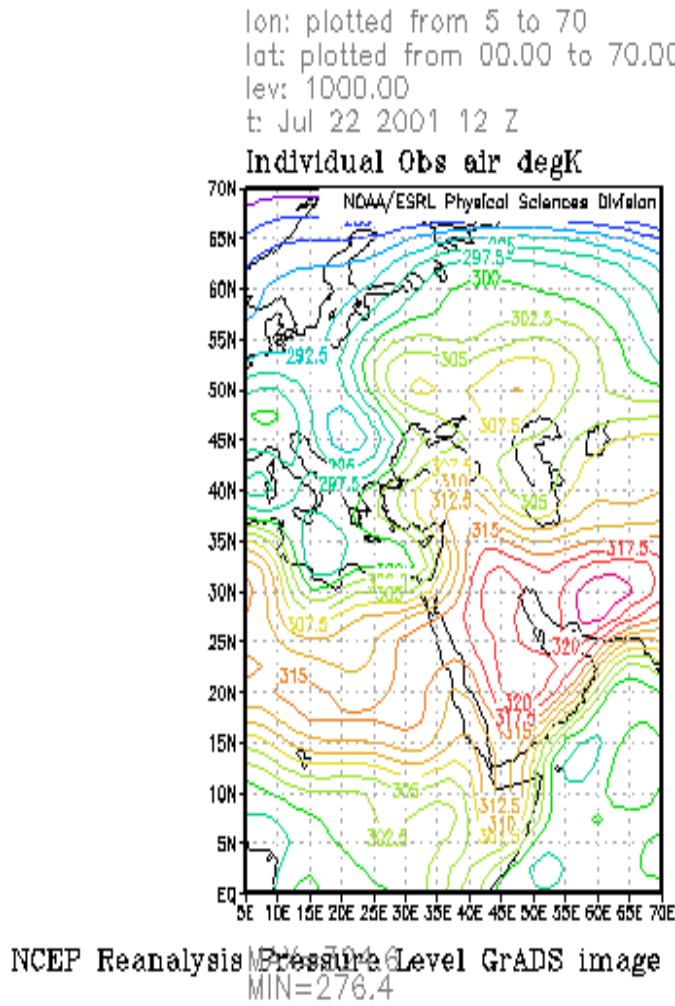 lon: plotted from 5 to 70
lat: plotted from 00.00 to 70.00
lev: 1000.00
t: Jul 22 2001 12 Z
Individual Obs air degK
NOAA/ESRL Physical Sciences Division
70N
65N
297.5
60N
300
55N
302.5
292.5
305
50N
307.5
45N
297.5
310
40N
312.5
305
315
35N
317.5
30N
305
307.5
320
25N
315
20N
320
317.5
315
15N
305
10N
312.5
310
302.5
5N
EQ
5E 10E 15E 20E 25E 30E 35E 40E 45E 50E 55E 60E 65E 70E
NCEP Reanalysis Pressure Level GrADS image
MIN=276.4